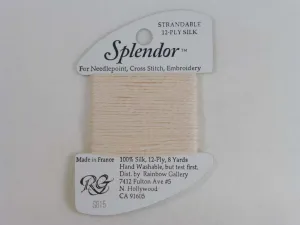 STRANDABLE
12-PLY SILK
Splendor™
For Needlepoint, Cross Stitch, Embroidery
Made in France
RG
100% Silk, 12-Ply, 8 Yards
Hand Washable, but test first.
Dist. by Rainbow Gallery
7412 Fulton Ave #5
N. Hollywood
CA 91605